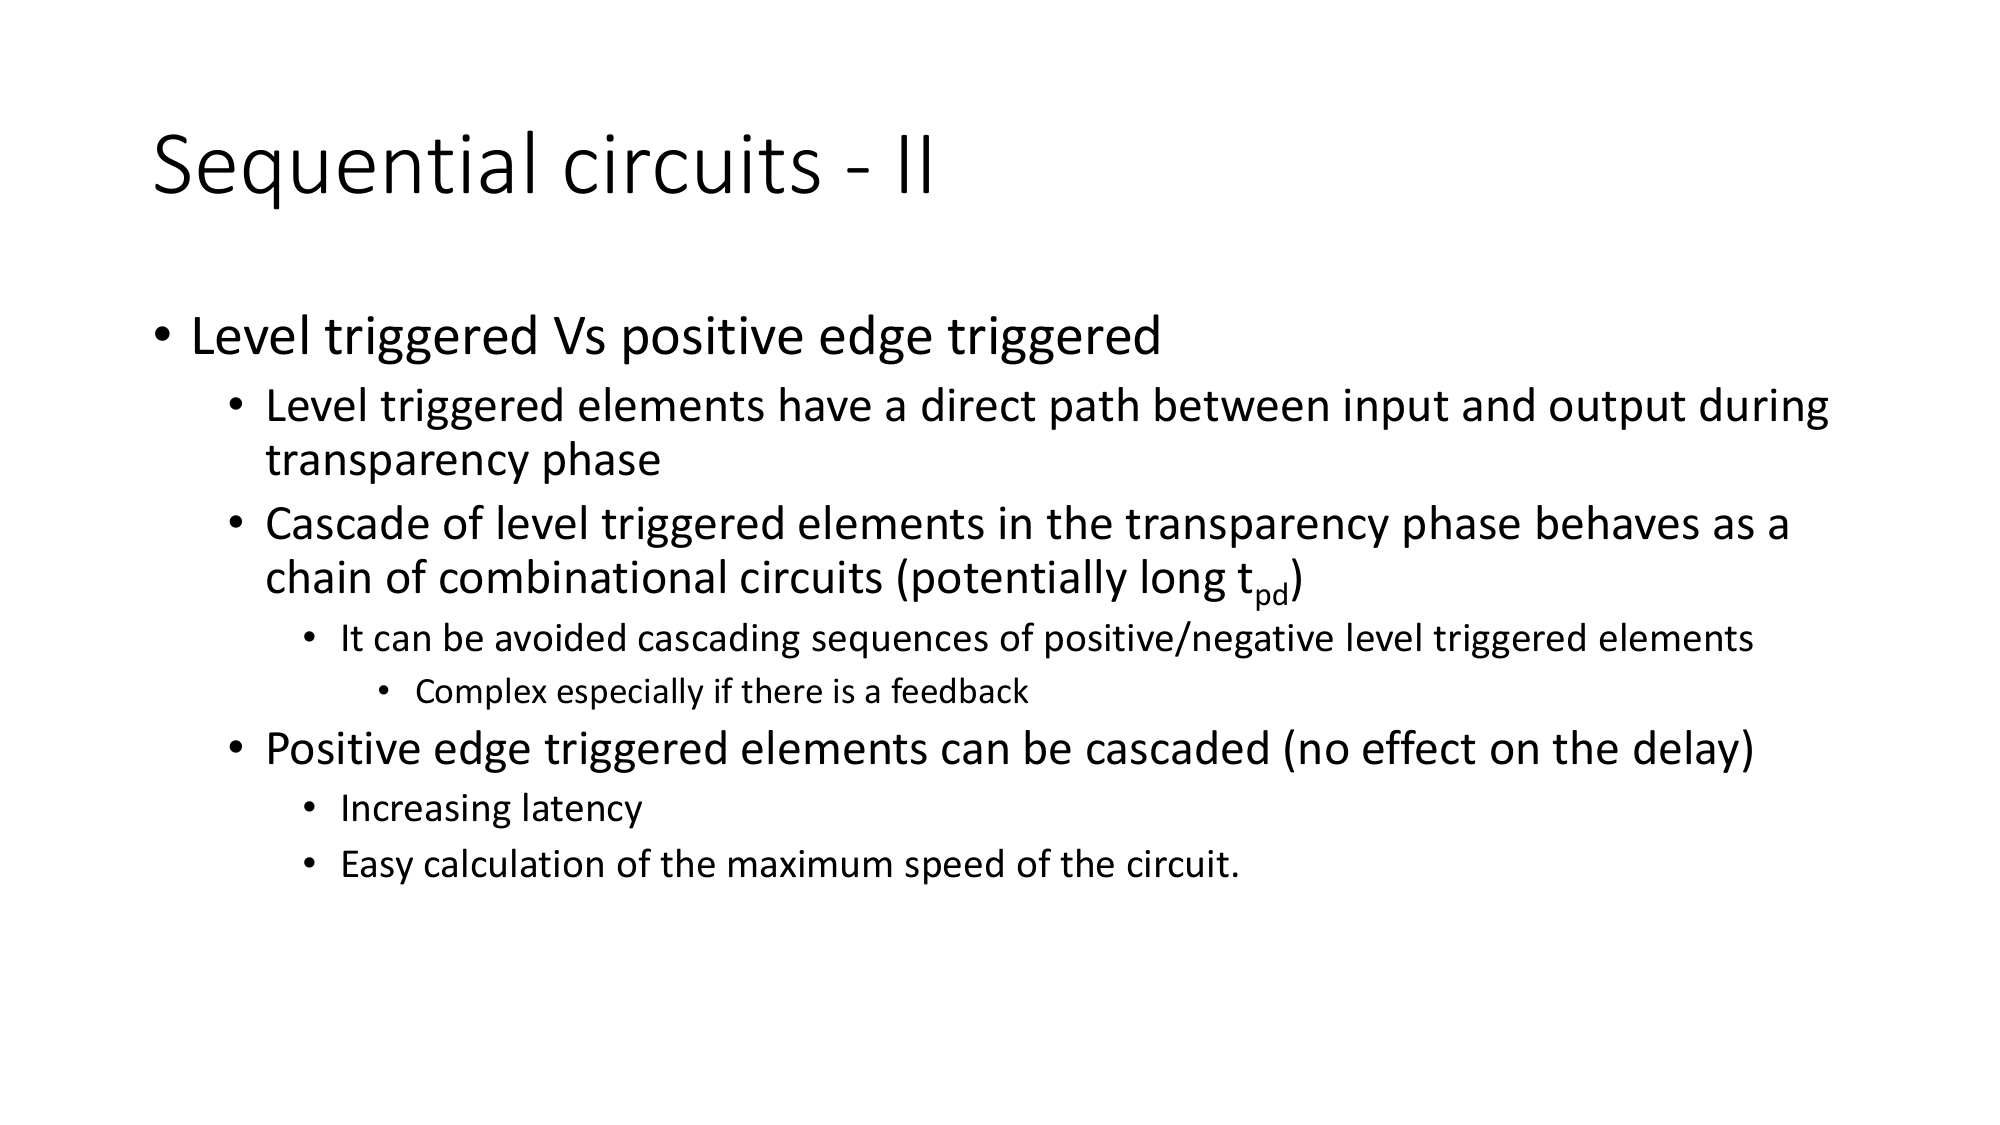 Sequential circuits - II
• Level triggered Vs positive edge triggered
• Level triggered elements have a direct path between input and output during
transparency phase
• Cascade of level triggered elements in the transparency phase behaves as a
chain of combinational circuits (potentially long tpd)
• It can be avoided cascading sequences of positive/negative level triggered elements
• Complex especially if there is a feedback
• Positive edge triggered elements can be cascaded (no effect on the delay)
• Increasing latency
• Easy calculation of the maximum speed of the circuit.